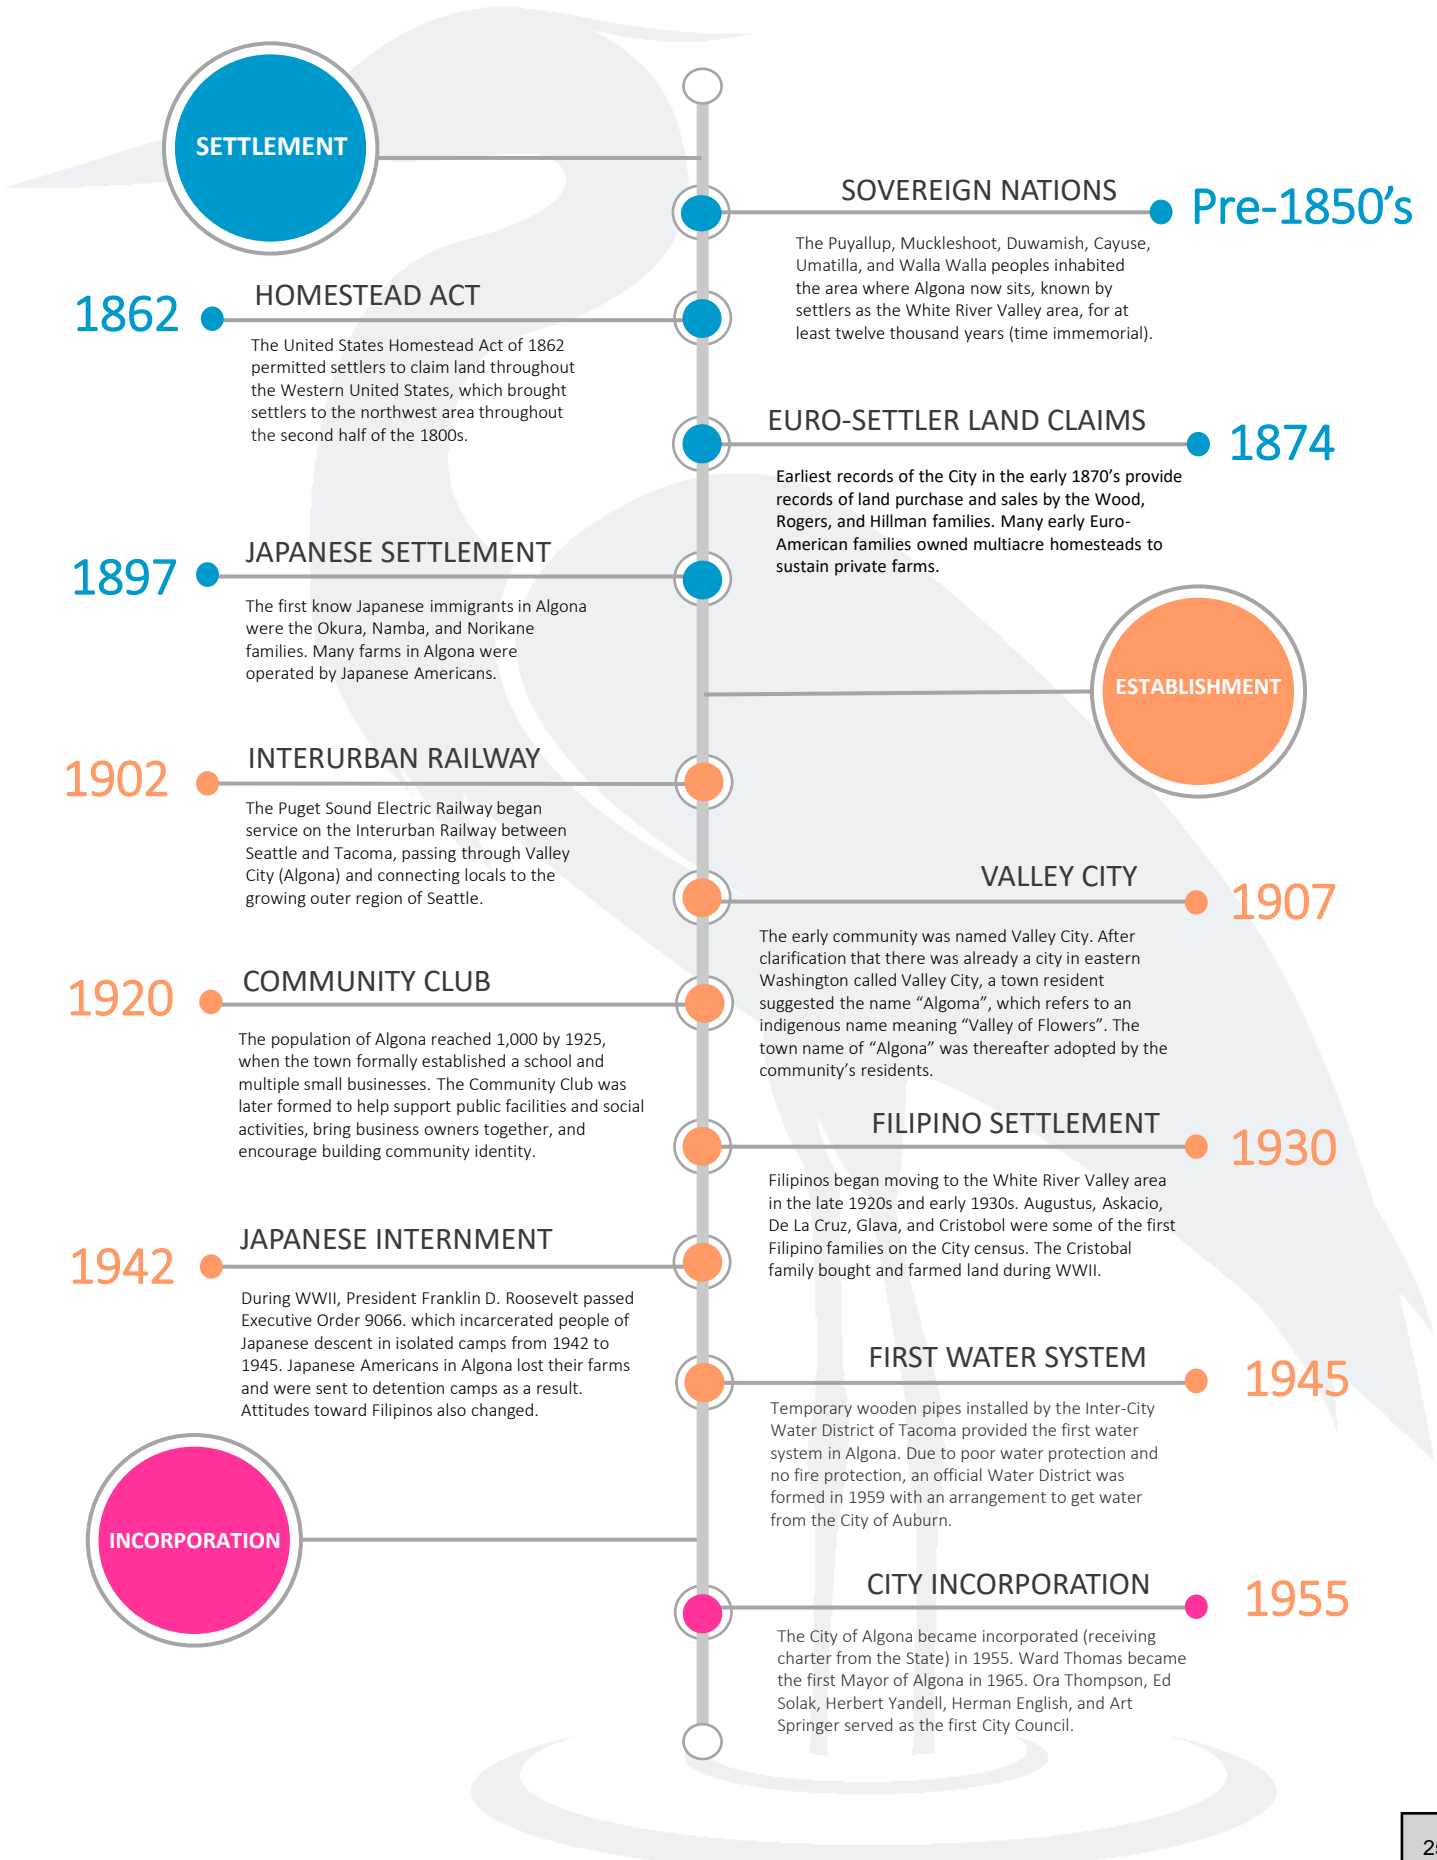 SETTLEMENT
SOVEREIGN NATIONS
Pre-1850's
The Puyallup, Muckleshoot, Duwamish, Cayuse,
Umatilla, and Walla Walla peoples inhabited
the area where Algona now sits, known by
settlers as the White River Valley area, for at
least twelve thousand years (time immemorial).
1862
HOMESTEAD ACT
The United States Homestead Act of 1862
permitted settlers to claim land throughout
the Western United States, which brought
settlers to the northwest area throughout
the second half of the 1800s.
EURO-SETTLER LAND CLAIMS
1874
Earliest records of the City in the early 1870's provide
records of land purchase and sales by the Wood,
Rogers, and Hillman families. Many early Euro-
American families owned multiacre homesteads to
sustain private farms.
1897
JAPANESE SETTLEMENT
The first know Japanese immigrants in Algona
were the Okura, Namba, and Norikane
families. Many farms in Algona were
operated by Japanese Americans.
ESTABLISHMENT
1902
INTERURBAN RAILWAY
The Puget Sound Electric Railway began
service on the Interurban Railway between
Seattle and Tacoma, passing through Valley
City (Algona) and connecting locals to the
growing outer region of Seattle.
VALLEY CITY
1907
The early community was named Valley City. After
clarification that there was already a city in eastern
Washington called Valley City, a town resident
suggested the name “Algoma”, which refers to an
indigenous name meaning “Valley of Flowers”. The
town name of “Algona” was thereafter adopted by the
community’s residents.
1920
COMMUNITY CLUB
The population of Algona reached 1,000 by 1925,
when the town formally established a school and
multiple small businesses. The Community Club was
later formed to help support public facilities and social
activities, bring business owners together, and
encourage building community identity.
FILIPINO SETTLEMENT
1930
Filipinos began moving to the White River Valley area
in the late 1920s and early 1930s. Augustus, Askacio,
De La Cruz, Glava, and Cristobol were some of the first
Filipino families on the City census. The Cristobal
family bought and farmed land during WWII.
1942
JAPANESE INTERNMENT
During WWII, President Franklin D. Roosevelt passed
Executive Order 9066. which incarcerated people of
Japanese descent in isolated camps from 1942 to
1945. Japanese Americans in Algona lost their farms
and were sent to detention camps as a result.
Attitudes toward Filipinos also changed.
FIRST WATER SYSTEM
1945
Temporary wooden pipes installed by the Inter-City
Water District of Tacoma provided the first water
system in Algona. Due to poor water protection and
no fire protection, an official Water District was
formed in 1959 with an arrangement to get water
from the City of Auburn.
INCORPORATION
CITY INCORPORATION
1955
The City of Algona became incorporated (receiving
charter from the State) in 1955. Ward Thomas became
the first Mayor of Algona in 1965. Ora Thompson, Ed
Solak, Herbert Yandell, Herman English, and Art
Springer served as the first City Council.